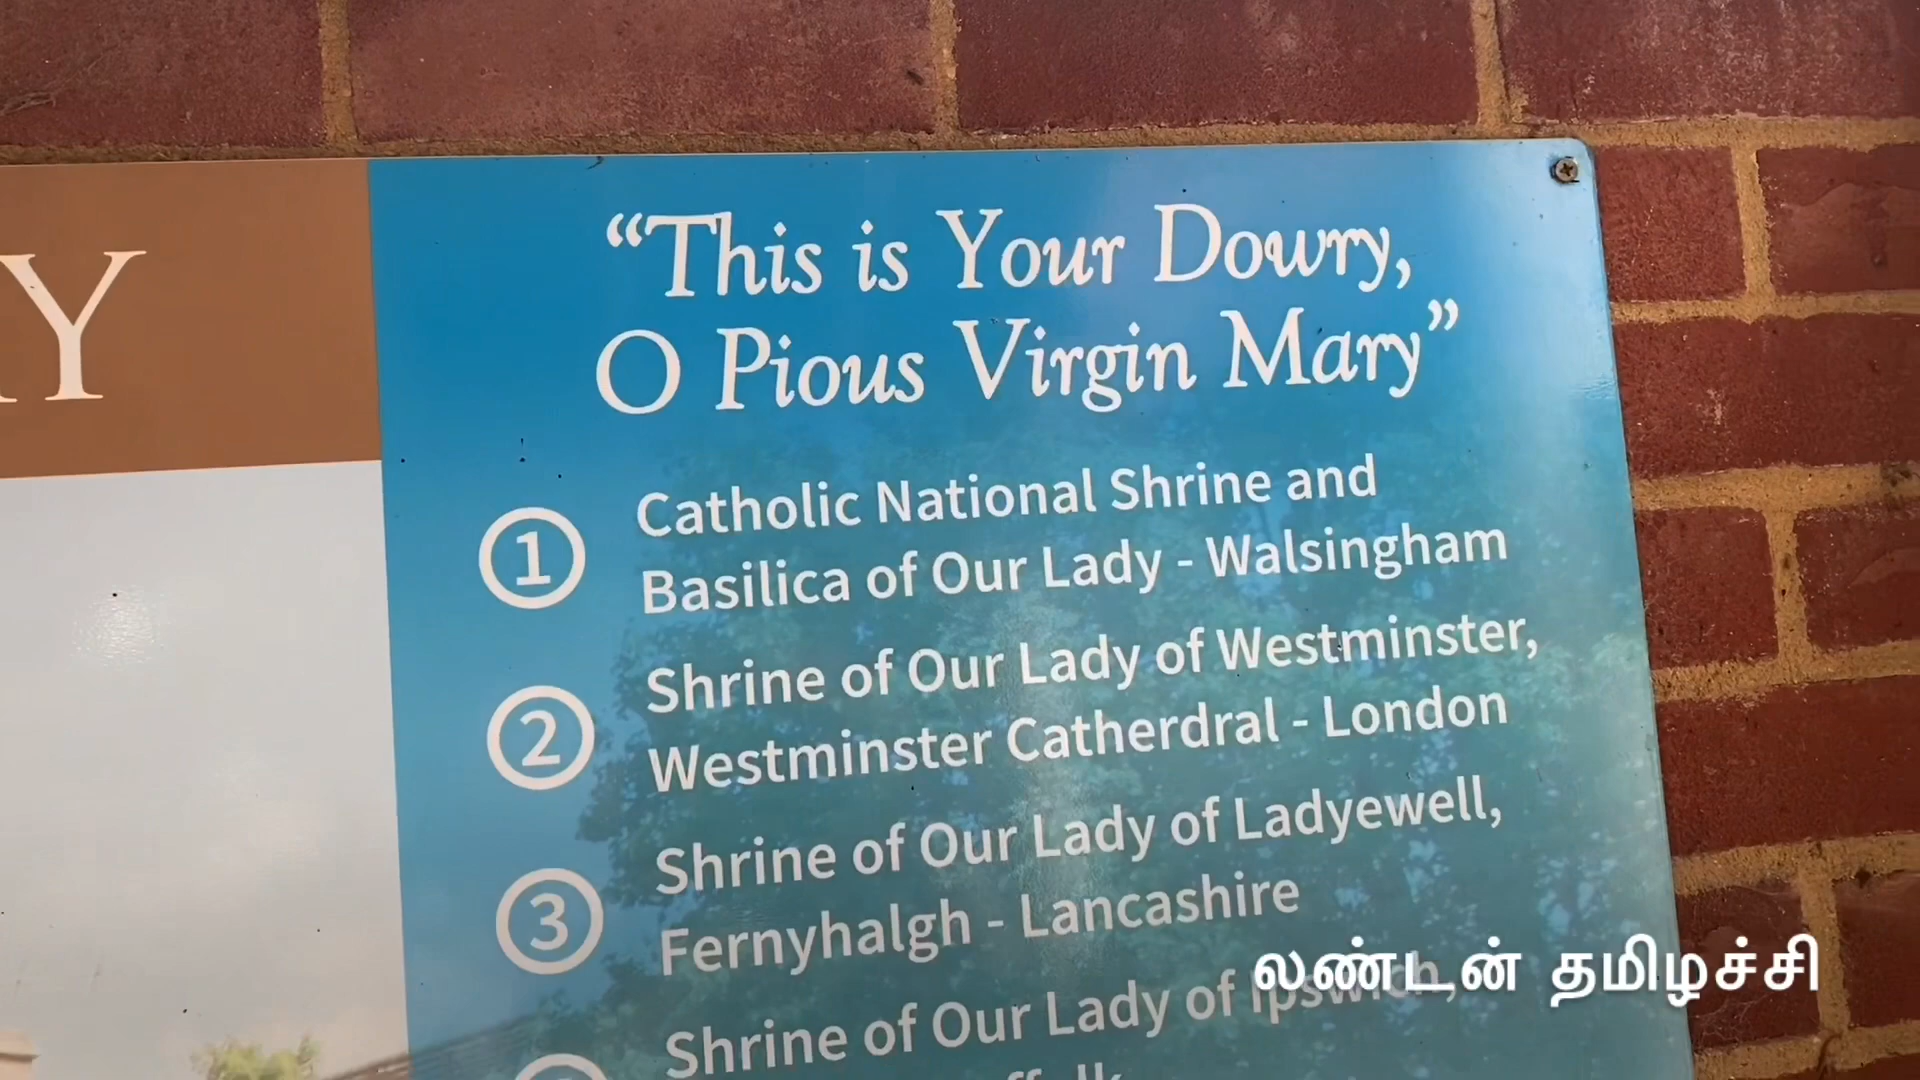 “This is Your Dowry,
O Pious Virgin Mary”
1 Catholic National Shrine and
Basilica of Our Lady - Walsingham
2 Shrine of Our Lady of Westminster,
Westminster Catherdral - London
3 Shrine of Our Lady of Ladyewell,
Fernyhalgh - Lancashire
Shrine of Our Lady of Ipswich,
லண்டன் தமிழச்சி